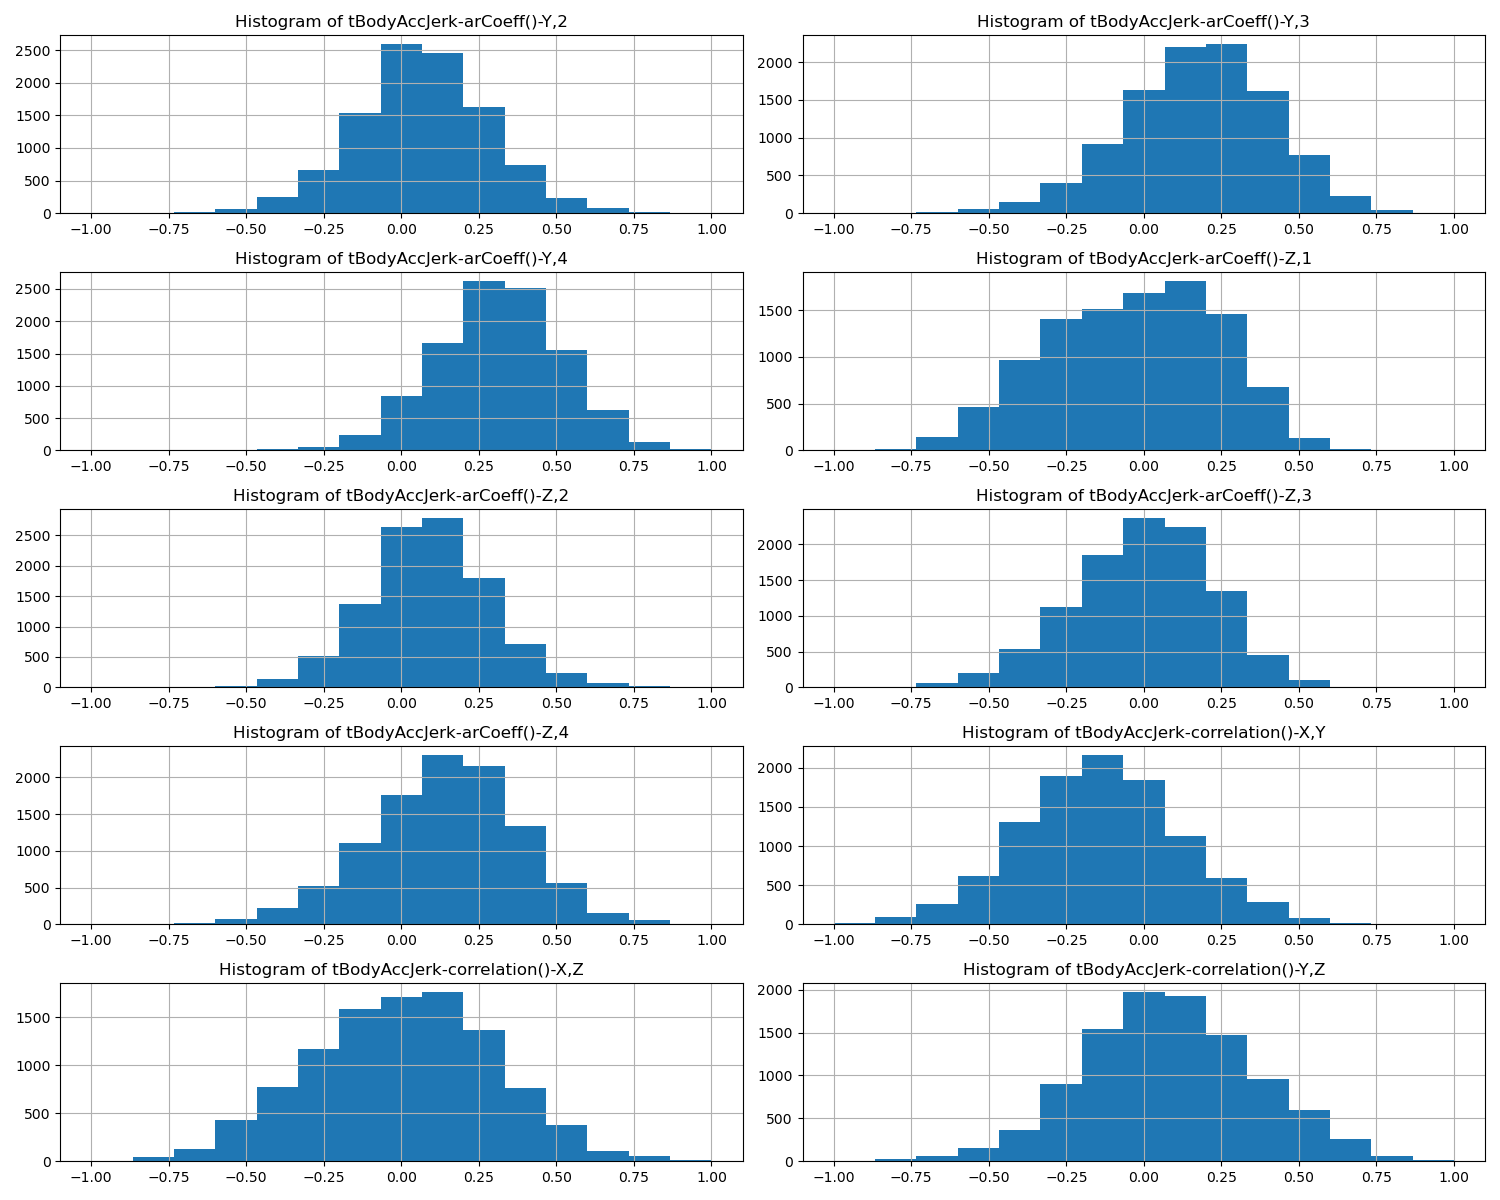 Histogram of tBodyAccJerk-arCoeff()-Y,2
2500
2000
1500
1000
500
0
−1.00 −0.75 −0.50 −0.25 0.00 0.25 0.50 0.75 1.00
Histogram of tBodyAccJerk-arCoeff()-Y,3
2000
1500
1000
500
0
−1.00 −0.75 −0.50 −0.25 0.00 0.25 0.50 0.75 1.00
Histogram of tBodyAccJerk-arCoeff()-Y,4
2500
2000
1500
1000
500
0
−1.00 −0.75 −0.50 −0.25 0.00 0.25 0.50 0.75 1.00
Histogram of tBodyAccJerk-arCoeff()-Z,1
1500
1000
500
0
−1.00 −0.75 −0.50 −0.25 0.00 0.25 0.50 0.75 1.00
Histogram of tBodyAccJerk-arCoeff()-Z,2
2500
2000
1500
1000
500
0
−1.00 −0.75 −0.50 −0.25 0.00 0.25 0.50 0.75 1.00
Histogram of tBodyAccJerk-arCoeff()-Z,3
2000
1500
1000
500
0
−1.00 −0.75 −0.50 −0.25 0.00 0.25 0.50 0.75 1.00
Histogram of tBodyAccJerk-arCoeff()-Z,4
2000
1500
1000
500
0
−1.00 −0.75 −0.50 −0.25 0.00 0.25 0.50 0.75 1.00
Histogram of tBodyAccJerk-correlation()-X,Y
2000
1500
1000
500
0
−1.00 −0.75 −0.50 −0.25 0.00 0.25 0.50 0.75 1.00
Histogram of tBodyAccJerk-correlation()-X,Z
1500
1000
500
0
−1.00 −0.75 −0.50 −0.25 0.00 0.25 0.50 0.75 1.00
Histogram of tBodyAccJerk-correlation()-Y,Z
2000
1500
1000
500
0
−1.00 −0.75 −0.50 −0.25 0.00 0.25 0.50 0.75 1.00